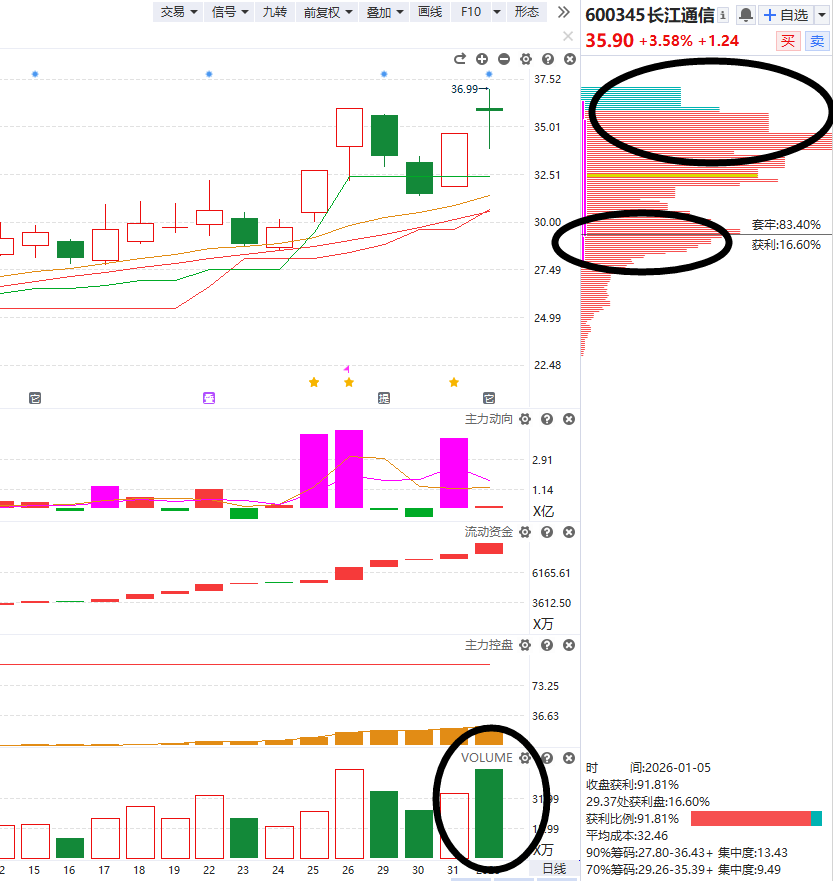 交易 信号 九转 前复权 叠加 画线 F10 形态
600345长江通信 自选
35.90 +3.58% +1.24 买 卖
37.52
36.99
35.01
32.51
30.00
套牢:83.40%
获利:16.60%
27.49
24.99
22.48
主力动向
2.91
1.14
X亿
流动资金
6165.61
3612.50
X万
主力控盘
73.25
36.63
VOLUME
X万
15 16 17 18 19 22 23 24 25 26 29 30 31
日线
时 间:2026-01-05
收盘获利:91.81%
29.37处获利盘:16.60%
获利比例:91.81%
平均成本:32.46
90%筹码:27.80-36.43+ 集中度:13.43
70%筹码:29.26-35.39+ 集中度:9.49